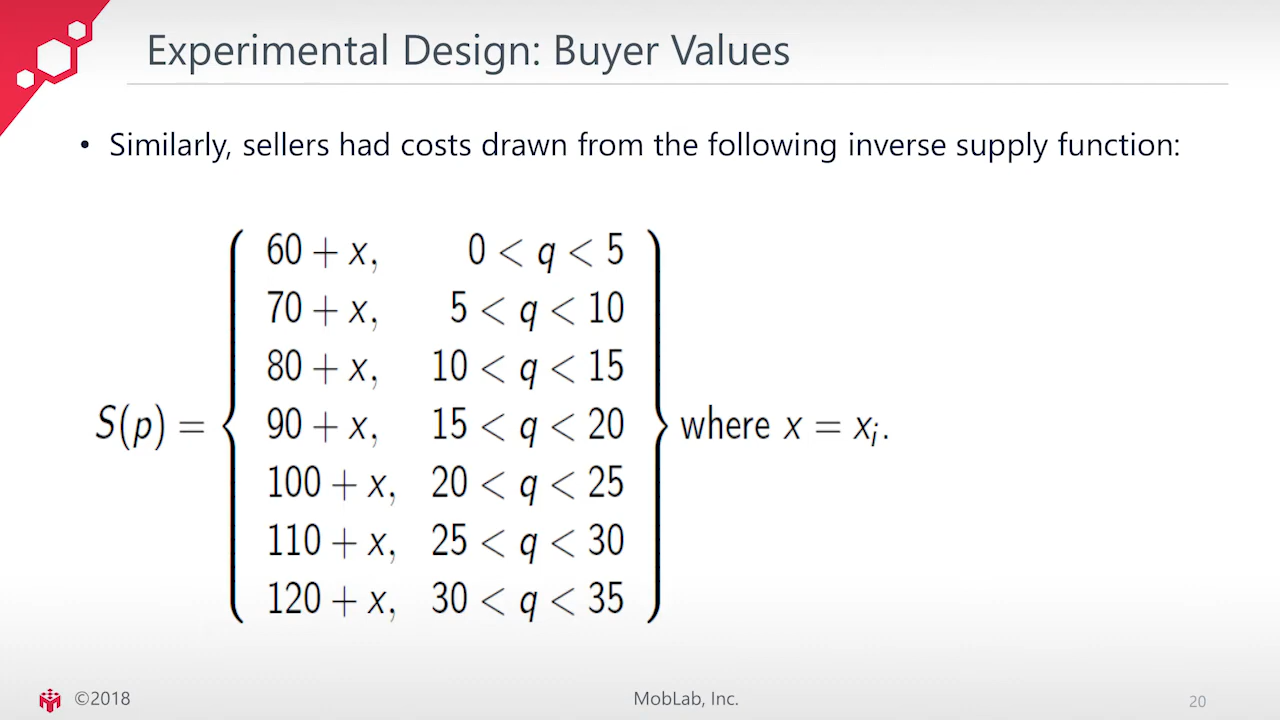 Experimental Design: Buyer Values
• Similarly, sellers had costs drawn from the following inverse supply function:
60 + x, 0 < q < 5
70 + x, 5 < q < 10
80 + x, 10 < q < 15
S(p) = 90 + x, 15 < q < 20 where x = xᵢ.
100 + x, 20 < q < 25
110 + x, 25 < q < 30
120 + x, 30 < q < 35
©2018 MobLab, Inc. 20